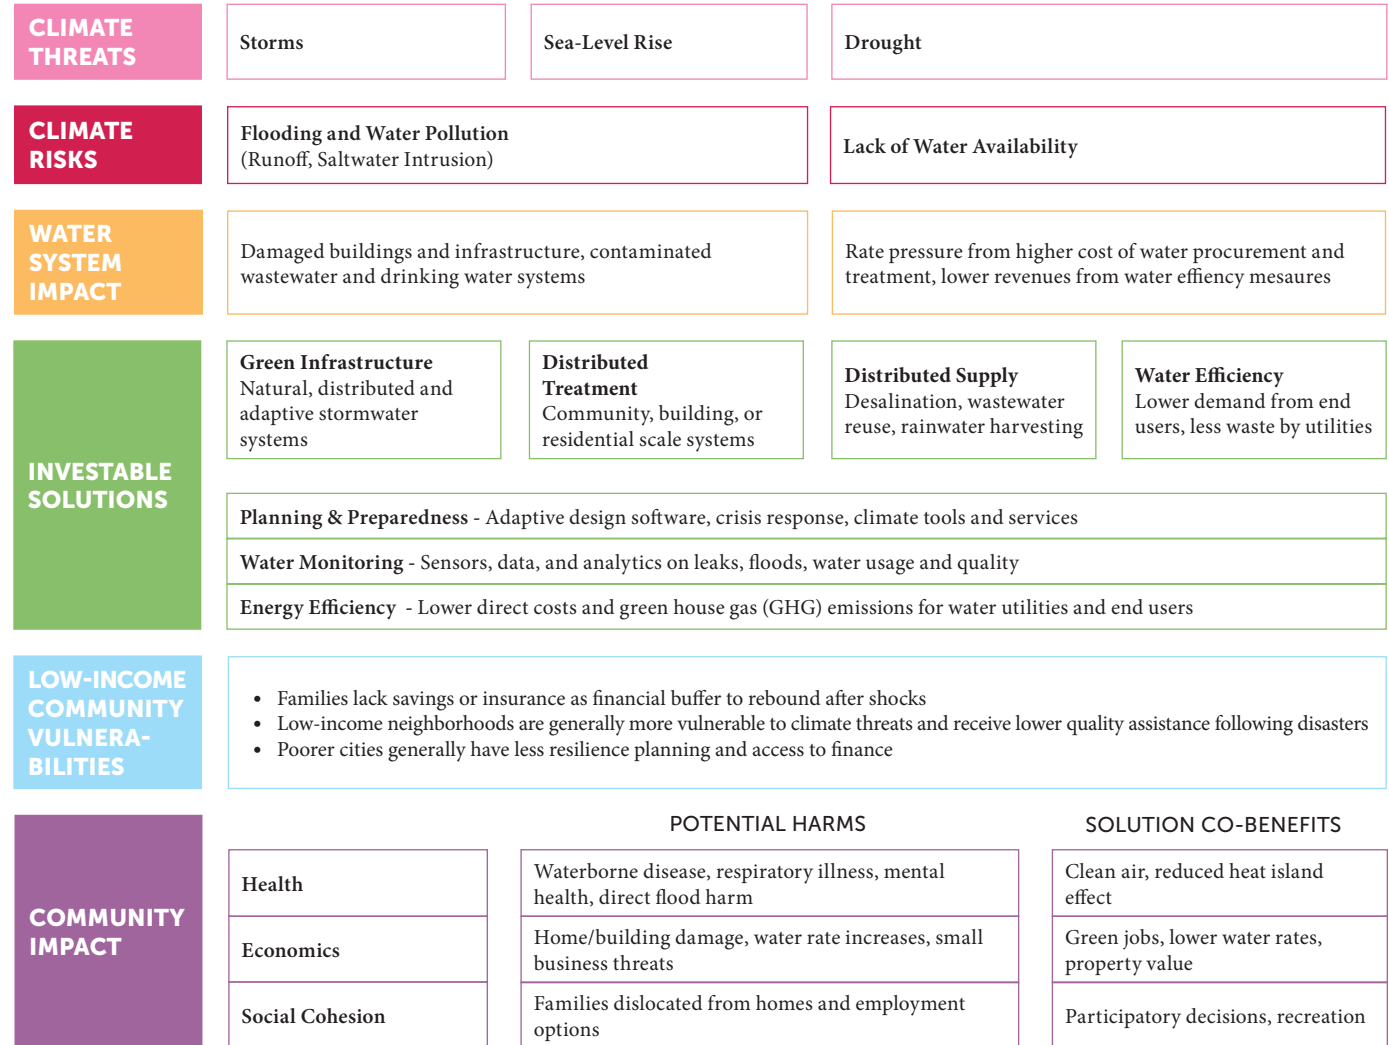 CLIMATE
THREATS
Storms
Sea-Level Rise
Drought
CLIMATE
RISKS
Flooding and Water Pollution
(Runoff, Saltwater Intrusion)
Lack of Water Availability
WATER
SYSTEM
IMPACT
Damaged buildings and infrastructure, contaminated
wastewater and drinking water systems
Rate pressure from higher cost of water procurement and
treatment, lower revenues from water effiency mesaures
INVESTABLE
SOLUTIONS
Green Infrastructure
Natural, distributed and
adaptive stormwater
systems
Distributed
Treatment
Community, building, or
residential scale systems
Distributed Supply
Desalination, wastewater
reuse, rainwater harvesting
Water Efficiency
Lower demand from end
users, less waste by utilities
Planning & Preparedness - Adaptive design software, crisis response, climate tools and services
Water Monitoring - Sensors, data, and analytics on leaks, floods, water usage and quality
Energy Efficiency - Lower direct costs and green house gas (GHG) emissions for water utilities and end users
LOW-INCOME
COMMUNITY
VULNERA-
BILITIES
• Families lack savings or insurance as financial buffer to rebound after shocks
• Low-income neighborhoods are generally more vulnerable to climate threats and receive lower quality assistance following disasters
• Poorer cities generally have less resilience planning and access to finance
COMMUNITY
IMPACT
POTENTIAL HARMS
SOLUTION CO-BENEFITS
Health
Waterborne disease, respiratory illness, mental
health, direct flood harm
Clean air, reduced heat island
effect
Economics
Home/building damage, water rate increases, small
business threats
Green jobs, lower water rates,
property value
Social Cohesion
Families dislocated from homes and employment
options
Participatory decisions, recreation